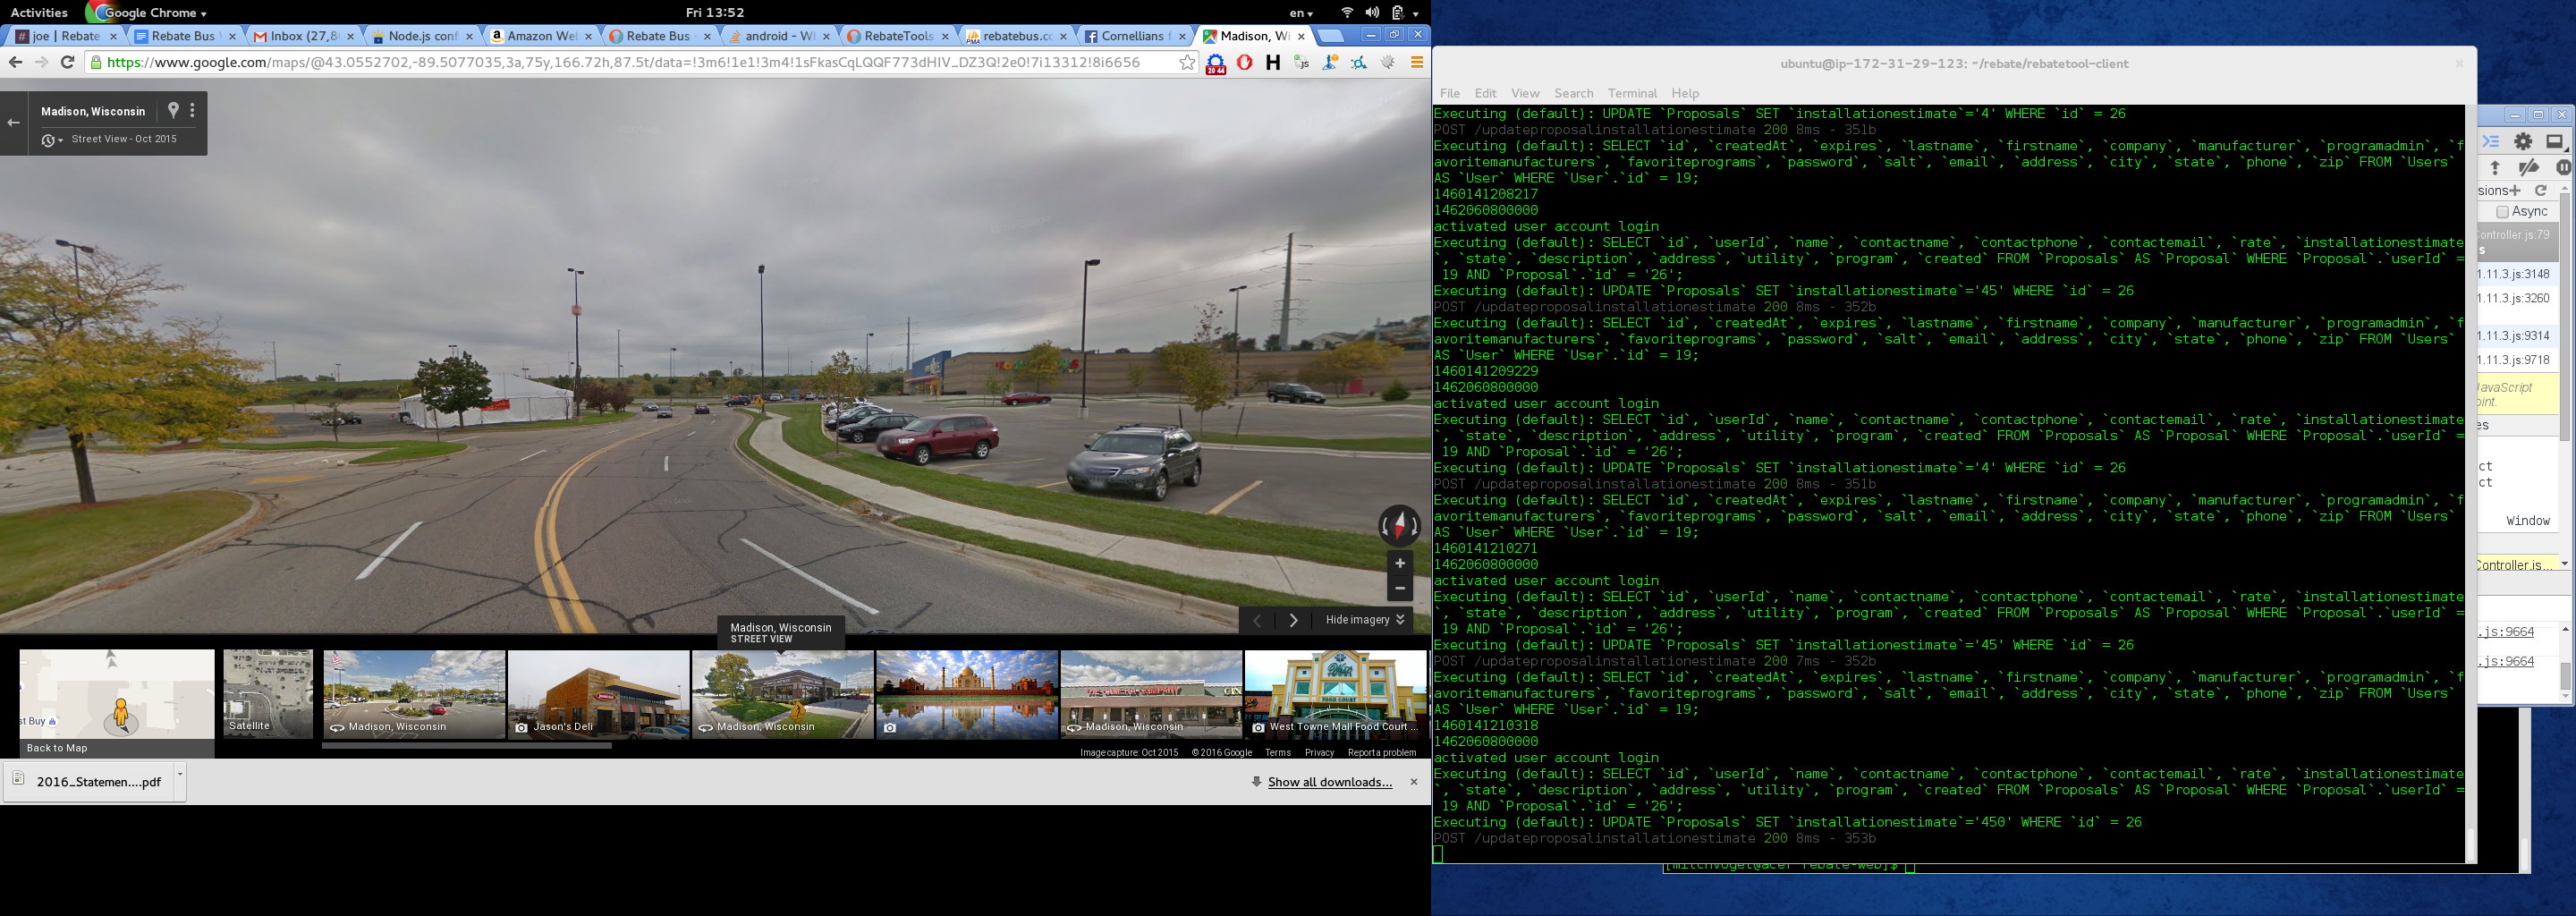 Activities
Google Chrome
Fri 13:52
en
joe | Rebate
Rebate Bus
Inbox (27,8
Node.js conf
Amazon Wel
Rebate Bus
android - W
RebateTools
rebatebus.co
Cornellians f
Madison, Wi
https://www.google.com/maps/@43.0552702,-89.5077035,3a,75y,166.72h,87.5t/data=!3m6!1e1!3m4!1sFkasCqLQQF773dHIV_DZ3Q!2e0!7i13312!8i6656
Madison, Wisconsin
Street View - Oct 2015
Hide imagery
Madison, Wisconsin
STREET VIEW
st Buy
Back to Map
Satellite
Madison, Wisconsin
Jason's Deli
Madison, Wisconsin
Madison, Wisconsin
West Towne Mall Food Court ...
Image capture: Oct 2015 © 2016 Google Terms Privacy Report a problem
2016_Statemen....pdf
Show all downloads...
ubuntu@ip-172-31-29-123: ~/rebate/rebatetool-client
File Edit View Search Terminal Help
Executing (default): UPDATE `Proposals` SET `installationestimate`='4' WHERE `id` = 26
POST /updateproposalinstallationestimate 200 8ms - 351b
Executing (default): SELECT `id`, `createdAt`, `expires`, `lastname`, `firstname`, `company`, `manufacturer`, `programadmin`, `f
avoritemanufacturers`, `favoriteprograms`, `password`, `salt`, `email`, `address`, `city`, `state`, `phone`, `zip` FROM `Users`
AS `User` WHERE `User`.`id` = 19;
1460141208217
1462060800000
activated user account login
Executing (default): SELECT `id`, `userId`, `name`, `contactname`, `contactphone`, `contactemail`, `rate`, `installationestimate
`, `state`, `description`, `address`, `utility`, `program`, `created` FROM `Proposals` AS `Proposal` WHERE `Proposal`.`userId` =
19 AND `Proposal`.`id` = '26';
Executing (default): UPDATE `Proposals` SET `installationestimate`='45' WHERE `id` = 26
POST /updateproposalinstallationestimate 200 8ms - 352b
Executing (default): SELECT `id`, `createdAt`, `expires`, `lastname`, `firstname`, `company`, `manufacturer`, `programadmin`, `f
avoritemanufacturers`, `favoriteprograms`, `password`, `salt`, `email`, `address`, `city`, `state`, `phone`, `zip` FROM `Users`
AS `User` WHERE `User`.`id` = 19;
1460141209229
1462060800000
activated user account login
Executing (default): SELECT `id`, `userId`, `name`, `contactname`, `contactphone`, `contactemail`, `rate`, `installationestimate
`, `state`, `description`, `address`, `utility`, `program`, `created` FROM `Proposals` AS `Proposal` WHERE `Proposal`.`userId` =
19 AND `Proposal`.`id` = '26';
Executing (default): UPDATE `Proposals` SET `installationestimate`='4' WHERE `id` = 26
POST /updateproposalinstallationestimate 200 8ms - 351b
Executing (default): SELECT `id`, `createdAt`, `expires`, `lastname`, `firstname`, `company`, `manufacturer`, `programadmin`, `f
avoritemanufacturers`, `favoriteprograms`, `password`, `salt`, `email`, `address`, `city`, `state`, `phone`, `zip` FROM `Users`
AS `User` WHERE `User`.`id` = 19;
1460141210271
1462060800000
activated user account login
Executing (default): SELECT `id`, `userId`, `name`, `contactname`, `contactphone`, `contactemail`, `rate`, `installationestimate
`, `state`, `description`, `address`, `utility`, `program`, `created` FROM `Proposals` AS `Proposal` WHERE `Proposal`.`userId` =
19 AND `Proposal`.`id` = '26';
Executing (default): UPDATE `Proposals` SET `installationestimate`='45' WHERE `id` = 26
POST /updateproposalinstallationestimate 200 7ms - 352b
Executing (default): SELECT `id`, `createdAt`, `expires`, `lastname`, `firstname`, `company`, `manufacturer`, `programadmin`, `f
avoritemanufacturers`, `favoriteprograms`, `password`, `salt`, `email`, `address`, `city`, `state`, `phone`, `zip` FROM `Users`
AS `User` WHERE `User`.`id` = 19;
1460141210318
1462060800000
activated user account login
Executing (default): SELECT `id`, `userId`, `name`, `contactname`, `contactphone`, `contactemail`, `rate`, `installationestimate
`, `state`, `description`, `address`, `utility`, `program`, `created` FROM `Proposals` AS `Proposal` WHERE `Proposal`.`userId` =
19 AND `Proposal`.`id` = '26';
Executing (default): UPDATE `Proposals` SET `installationestimate`='450' WHERE `id` = 26
POST /updateproposalinstallationestimate 200 8ms - 353b
[mitchvogel@acer rebate-web]$
sions
Async
Controller.js:79
s
1.11.3.js:3148
1.11.3.js:3260
1.11.3.js:9314
1.11.3.js:9718
JavaScript
oint.
es
ct
ct
Window
Controller.js...
.js:9664
.js:9664